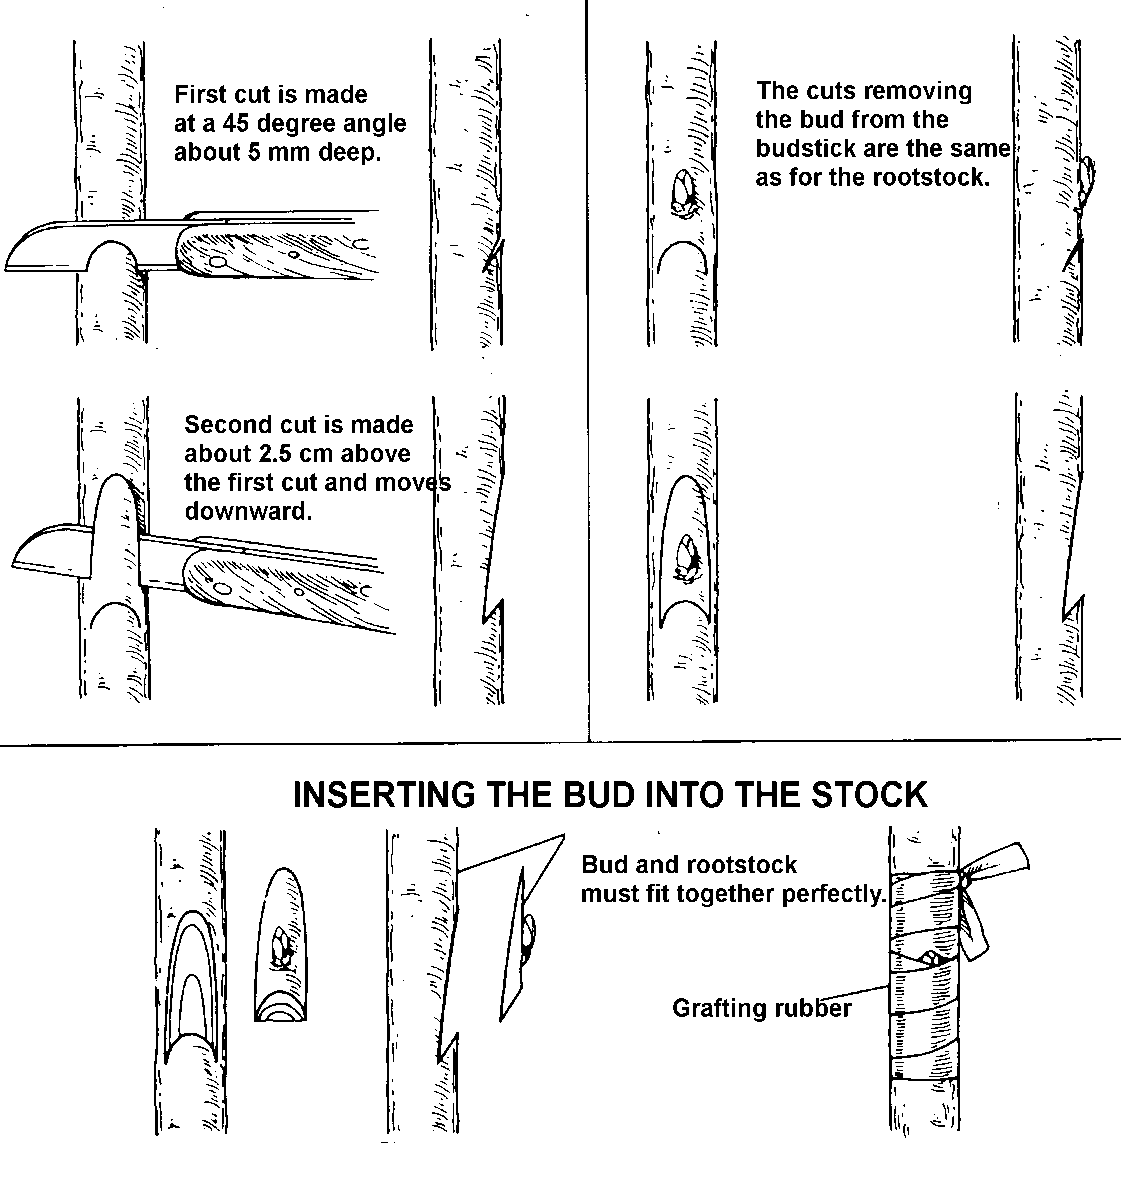 First cut is made
at a 45 degree angle
about 5 mm deep.
Second cut is made
about 2.5 cm above
the first cut and moves
downward.
The cuts removing
the bud from the
budstick are the same
as for the rootstock.
INSERTING THE BUD INTO THE STOCK
Bud and rootstock
must fit together perfectly.
Grafting rubber